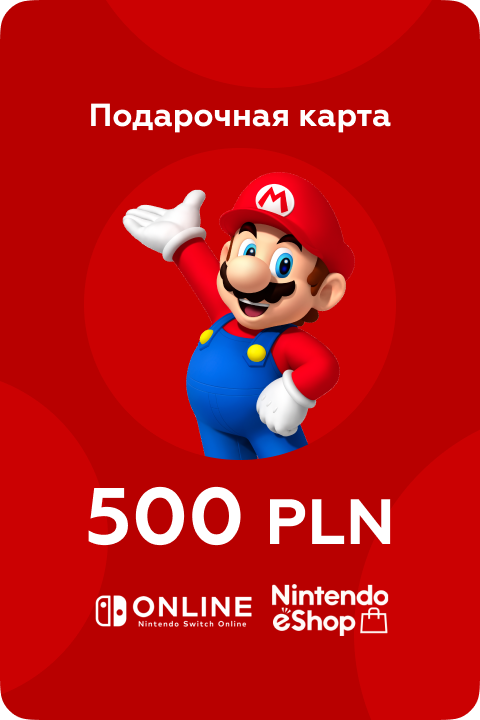 Подарочная карта
M
500 PLN
ONLINE
Nintendo Switch Online
Nintendo
eShop